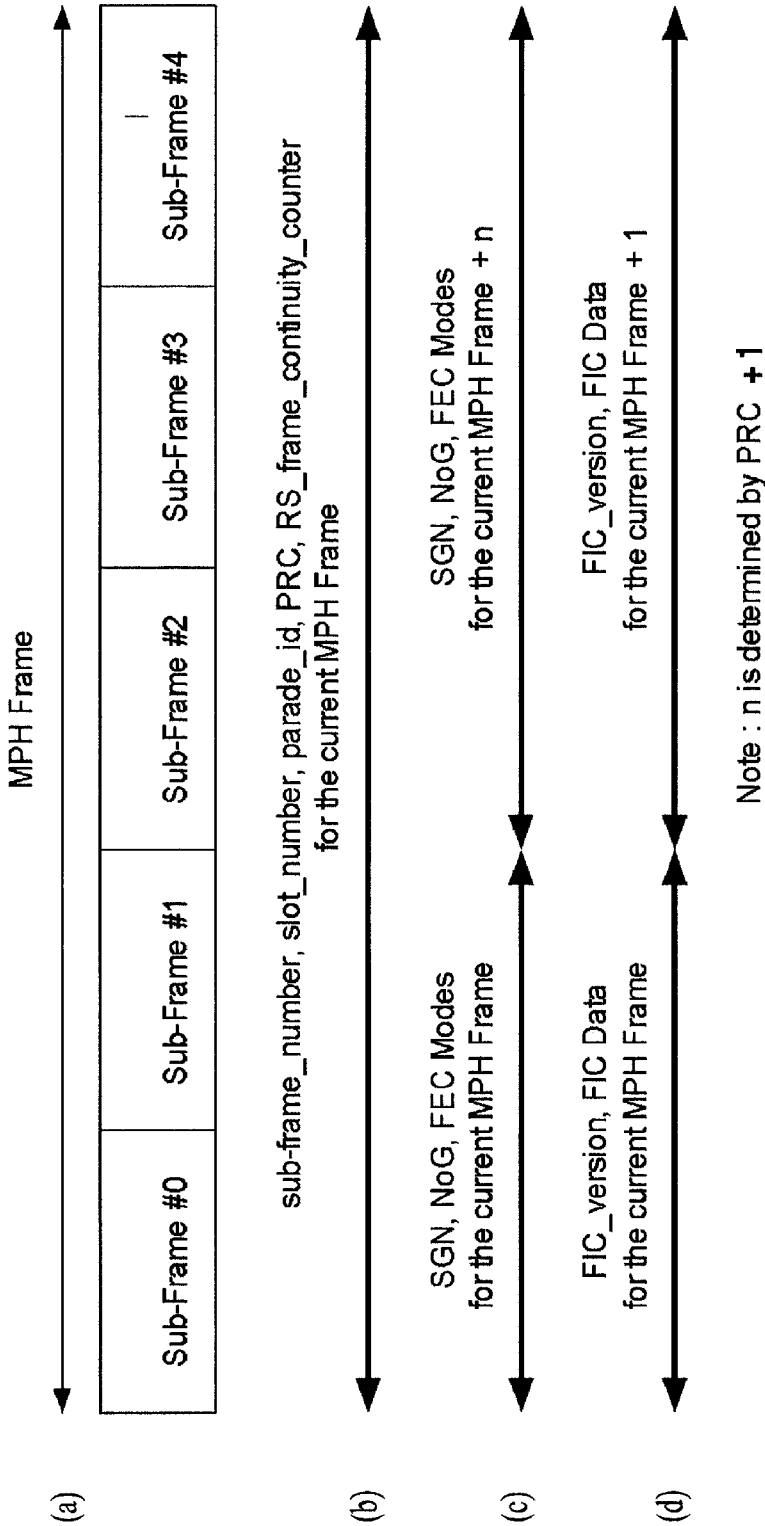 MPH Frame
(a)
Sub-Frame #0
Sub-Frame #1
Sub-Frame #2
Sub-Frame #3
Sub-Frame #4
sub-frame_number, slot_number, parade_id, PRC, RS_frame_continuity_counter
for the current MPH Frame
(b)
SGN, NoG, FEC Modes
for the current MPH Frame
SGN, NoG, FEC Modes
for the current MPH Frame + n
(c)
FIC_version, FIC Data
for the current MPH Frame
FIC_version, FIC Data
for the current MPH Frame + 1
(d)
Note : n is determined by PRC +1